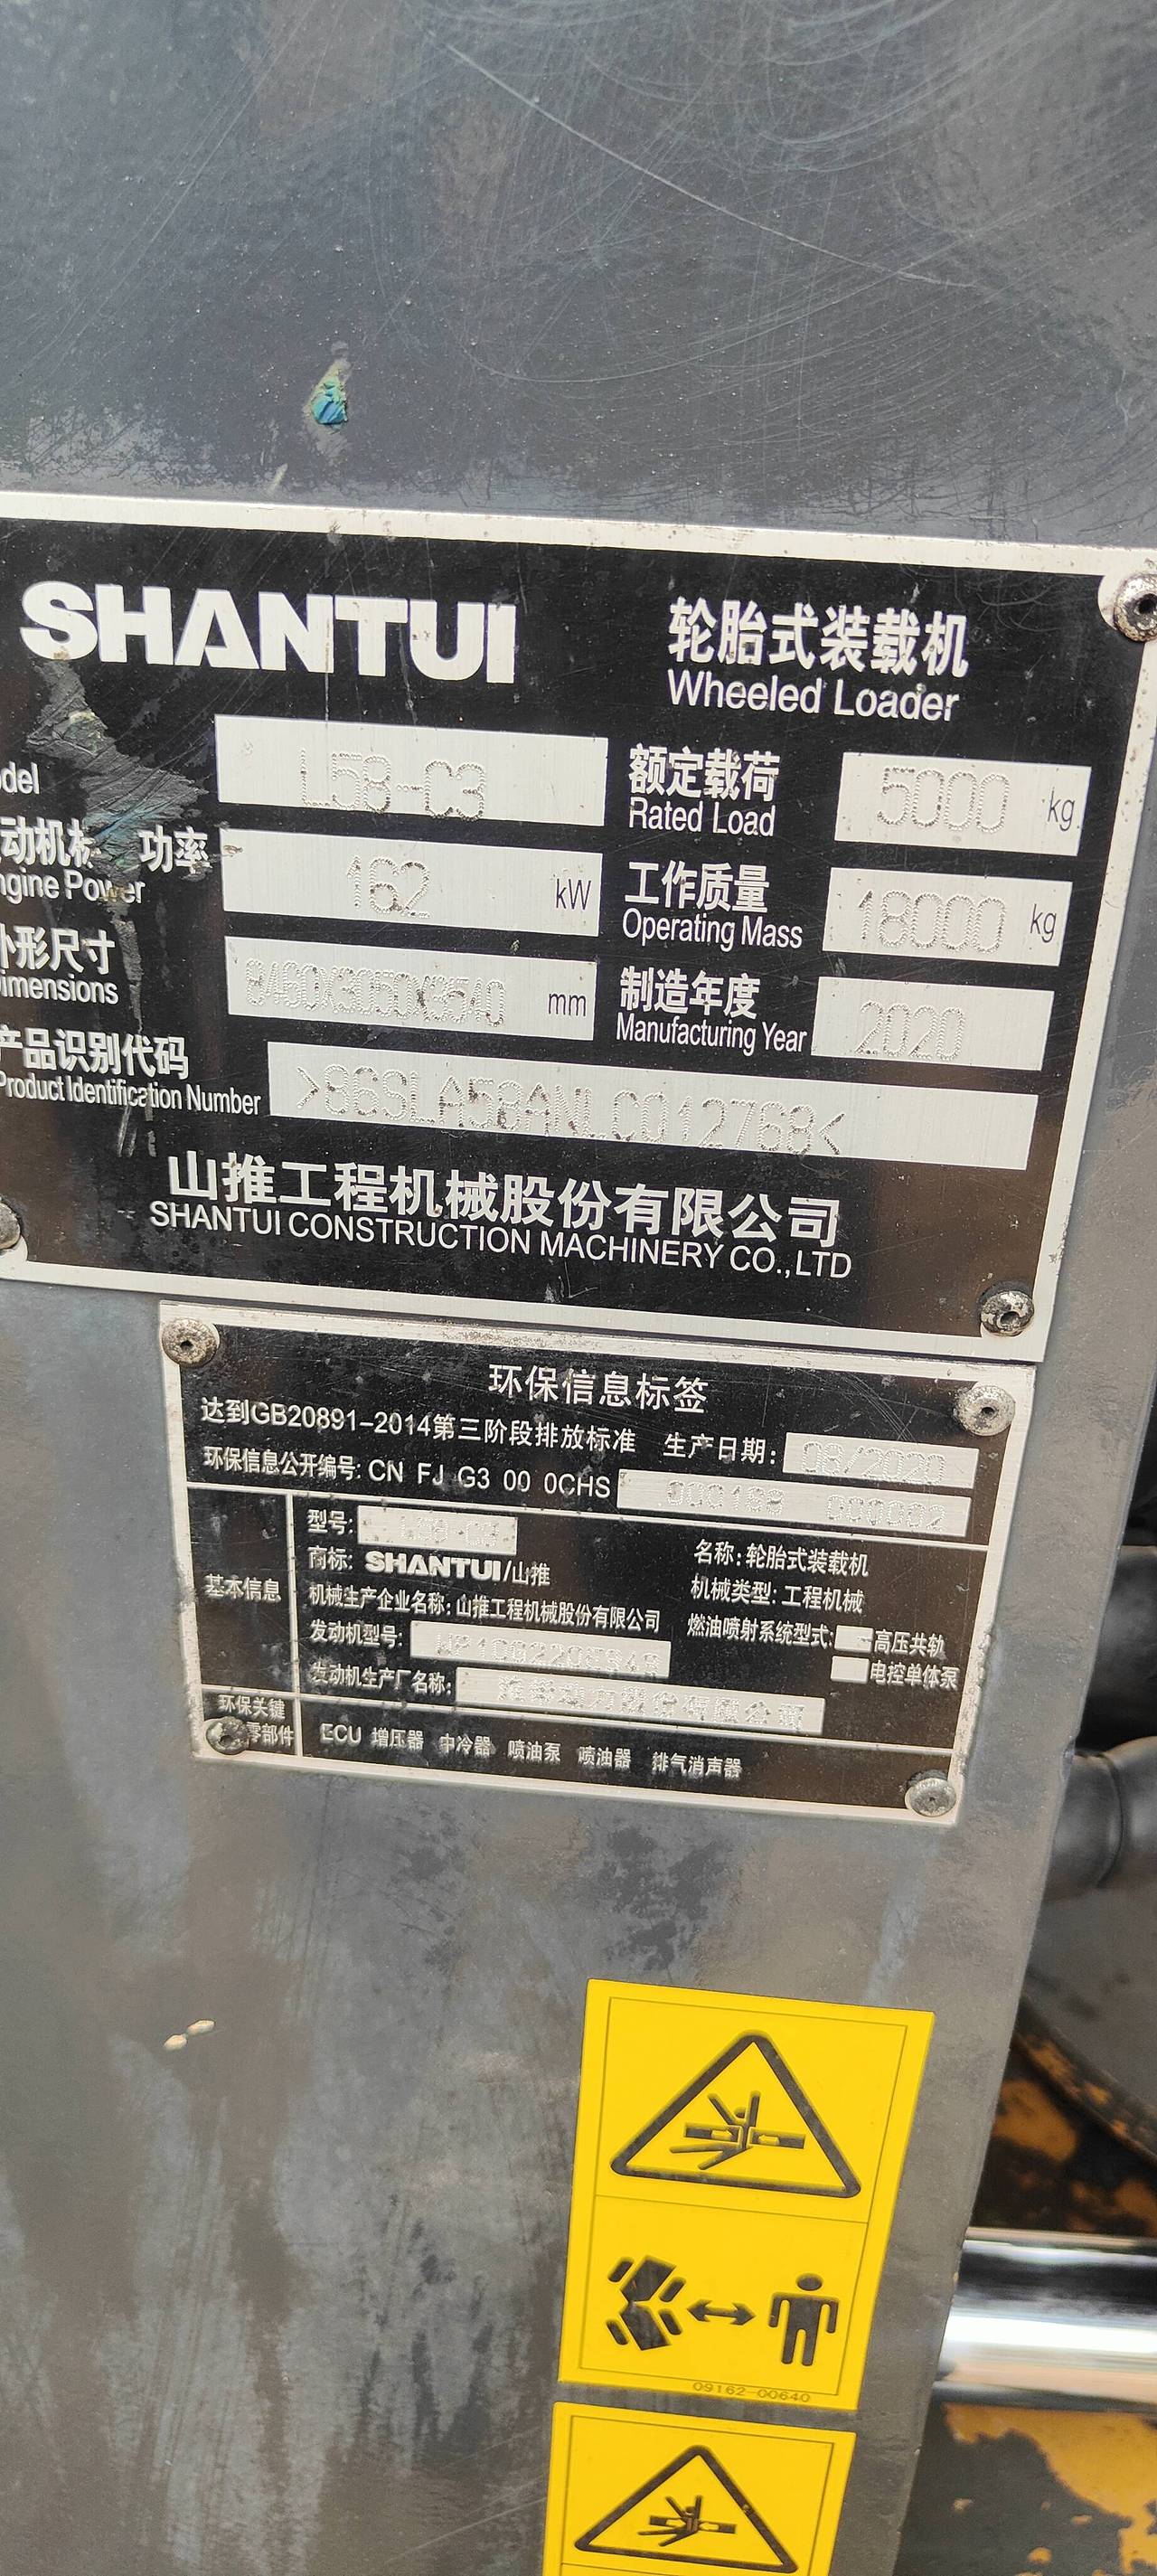 SHANTUI
轮胎式装载机
Wheeled Loader
odel L58-C3
额定载荷 5000 kg
Rated Load
动机 功率 162 kW
ngine Power
工作质量 18000 kg
Operating Mass
外形尺寸 mm
imensions
制造年度 2020
Manufacturing Year
产品识别代码 >86SLA58ANLC012768<
Product Identification Number
山推工程机械股份有限公司
SHANTUI CONSTRUCTION MACHINERY CO.,LTD
环保信息标签
达到GB20891-2014第三阶段排放标准 生产日期: 08/2020
环保信息公开编号: CN FJ G3 00 0CHS
基本信息
型号:
名称: 轮胎式装载机
商标: SHANTUI/山推
机械类型: 工程机械
机械生产企业名称: 山推工程机械股份有限公司
燃油喷射系统型式: 高压共轨
电控单体泵
发动机型号:
发动机生产厂名称:
环保关键
零部件
ECU 增压器 中冷器 喷油泵 喷油器 排气消声器
09162-00640